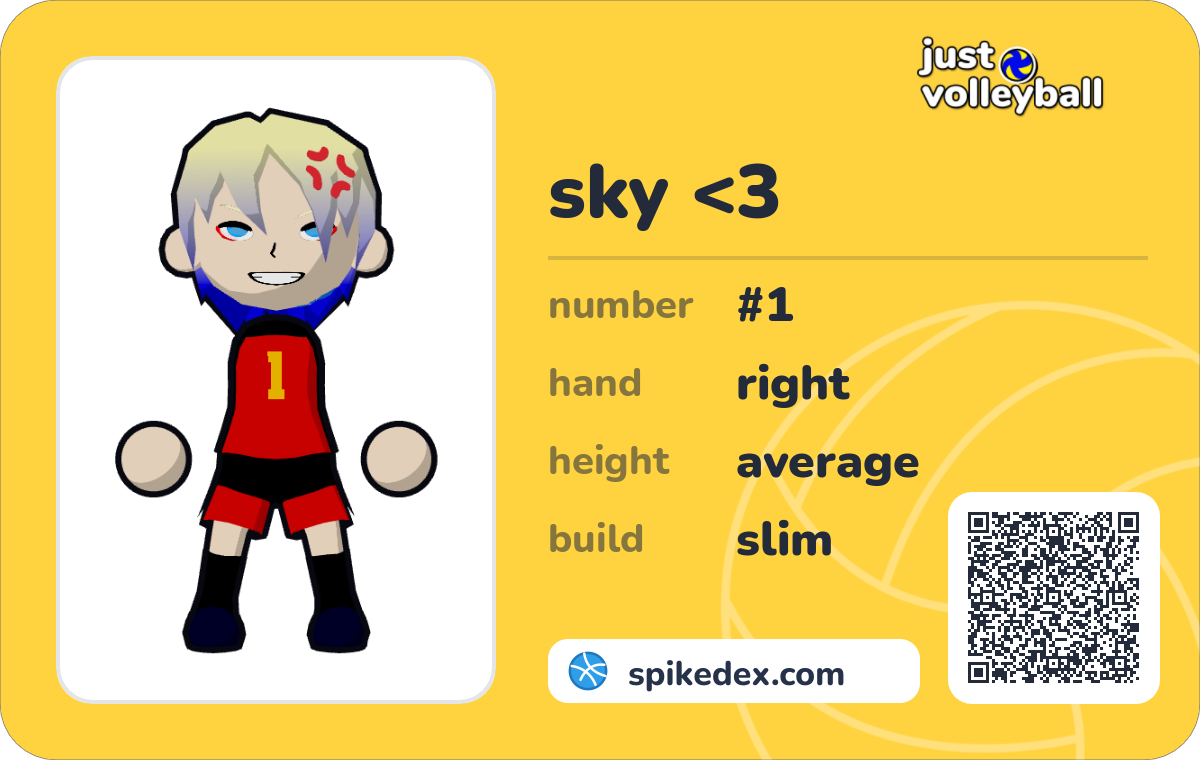 just
volleyball
sky <3
number #1
hand right
height average
build slim
1
spikedex.com